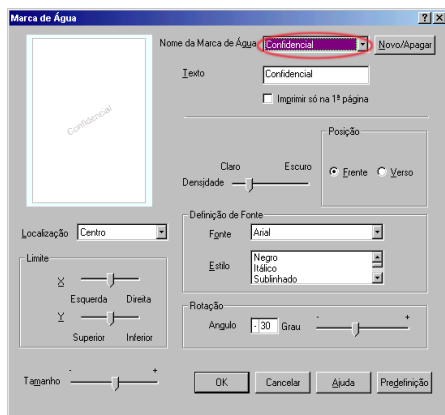 Marca de Água
Nome da Marca de Água Confidencial Novo/Apagar
Texto Confidencial
Imprimir só na 1ª página
Confidencial
Posição
Claro Escuro
Densidade
Frente Verso
Localização Centro
Definição de Fonte
Fonte Arial
Estilo Negro
Itálico
Sublinhado
Limite
X
Esquerda Direita
Y
Superior Inferior
Rotação
Angulo -30 Grau - +
Tamanho - +
OK Cancelar Ajuda Predefinição